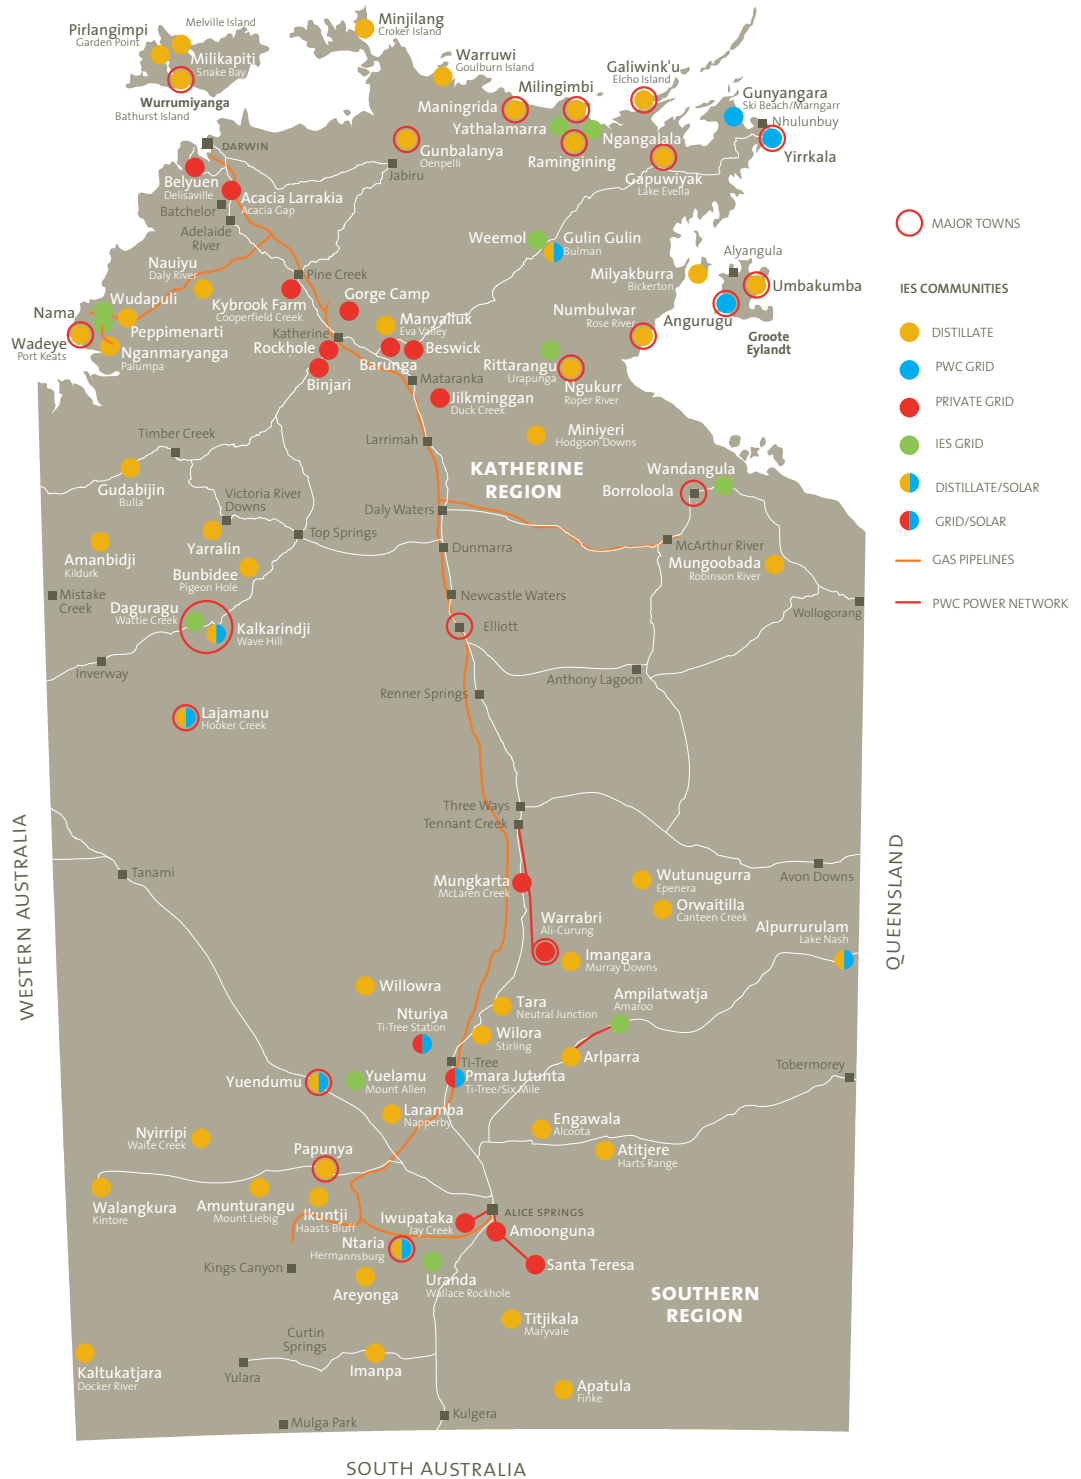 Pirlangimpi
Garden Point
Melville Island
Milikapiti
Snake Bay
Wurrumiyanga
Bathurst Island
Minjilang
Croker Island
Warruwi
Goulburn Island
Galiwink'u
Elcho Island
Milingimbi
Maningrida
Yathalamarra
Ngangalala
Ramingining
Gunyangara
Ski Beach/Marngarr
Nhulunbuy
Yirrkala
Gapuwiyak
Lake Evella
Gunbalanya
Oenpelli
Jabiru
DARWIN
Belyuen
Delisaville
Acacia Larrakia
Acacia Gap
Batchelor
Adelaide
River
Weemol
Gulin Gulin
Bulman
Milyakburra
Bickerton
Alyangula
Umbakumba
Angurugu
Groote
Eylandt
Numbulwar
Rose River
Nauiyu
Daly River
Pine Creek
Kybrook Farm
Cooperfield Creek
Gorge Camp
Manyalluk
Eva Valley
Nama
Wudapuli
Peppimenarti
Wadeye
Port Keats
Nganmaryanga
Palumpa
Katherine
Rockhole
Barunga
Beswick
Binjari
Mataranka
Jilkminggan
Duck Creek
Rittarangu
Urapunga
Ngukurr
Roper River
Miniyeri
Hodgson Downs
Larrimah
KATHERINE
REGION
Wandangula
Borroloola
Timber Creek
Gudabijin
Bulla
Victoria River
Downs
Yarralin
Top Springs
Daly Waters
Dunmarra
McArthur River
Mungoobada
Robinson River
Amanbidji
Kildurk
Bunbidee
Pigeon Hole
Mistake
Creek
Daguragu
Wattie Creek
Kalkarindji
Wave Hill
Newcastle Waters
Elliott
Wollogorang
Inverway
Anthony Lagoon
Renner Springs
Lajamanu
Hooker Creek
Three Ways
Tennant Creek
Tanami
Mungkarta
McLaren Creek
Wutunugurra
Epenera
Orwaitilla
Canteen Creek
Avon Downs
Warrabri
Ali-Curung
Imangara
Murray Downs
Alpurrurulam
Lake Nash
Willowra
Tara
Neutral Junction
Ampilatwatja
Amaroo
Nturiya
Ti-Tree Station
Wilora
Stirling
Arlparra
Ti-Tree
Pmara Jutunta
Ti-Tree/Six Mile
Tobermorey
Yuendumu
Yuelamu
Mount Allen
Laramba
Napperby
Engawala
Alcoota
Nyirripi
Waite Creek
Atitjere
Harts Range
Papunya
Walangkura
Kintore
Amunturangu
Mount Liebig
Ikuntji
Haasts Bluff
Iwupataka
Jay Creek
ALICE SPRINGS
Amoonguna
Ntaria
Hermannsburg
Santa Teresa
Kings Canyon
Areyonga
Uranda
Wallace Rockhole
SOUTHERN
REGION
Titjikala
Maryvale
Curtin
Springs
Yulara
Imanpa
Kaltukatjara
Docker River
Apatula
Finke
Mulga Park
Kulgera
WESTERN AUSTRALIA
QUEENSLAND
SOUTH AUSTRALIA
MAJOR TOWNS
IES COMMUNITIES
DISTILLATE
PWC GRID
PRIVATE GRID
IES GRID
DISTILLATE/SOLAR
GRID/SOLAR
GAS PIPELINES
PWC POWER NETWORK